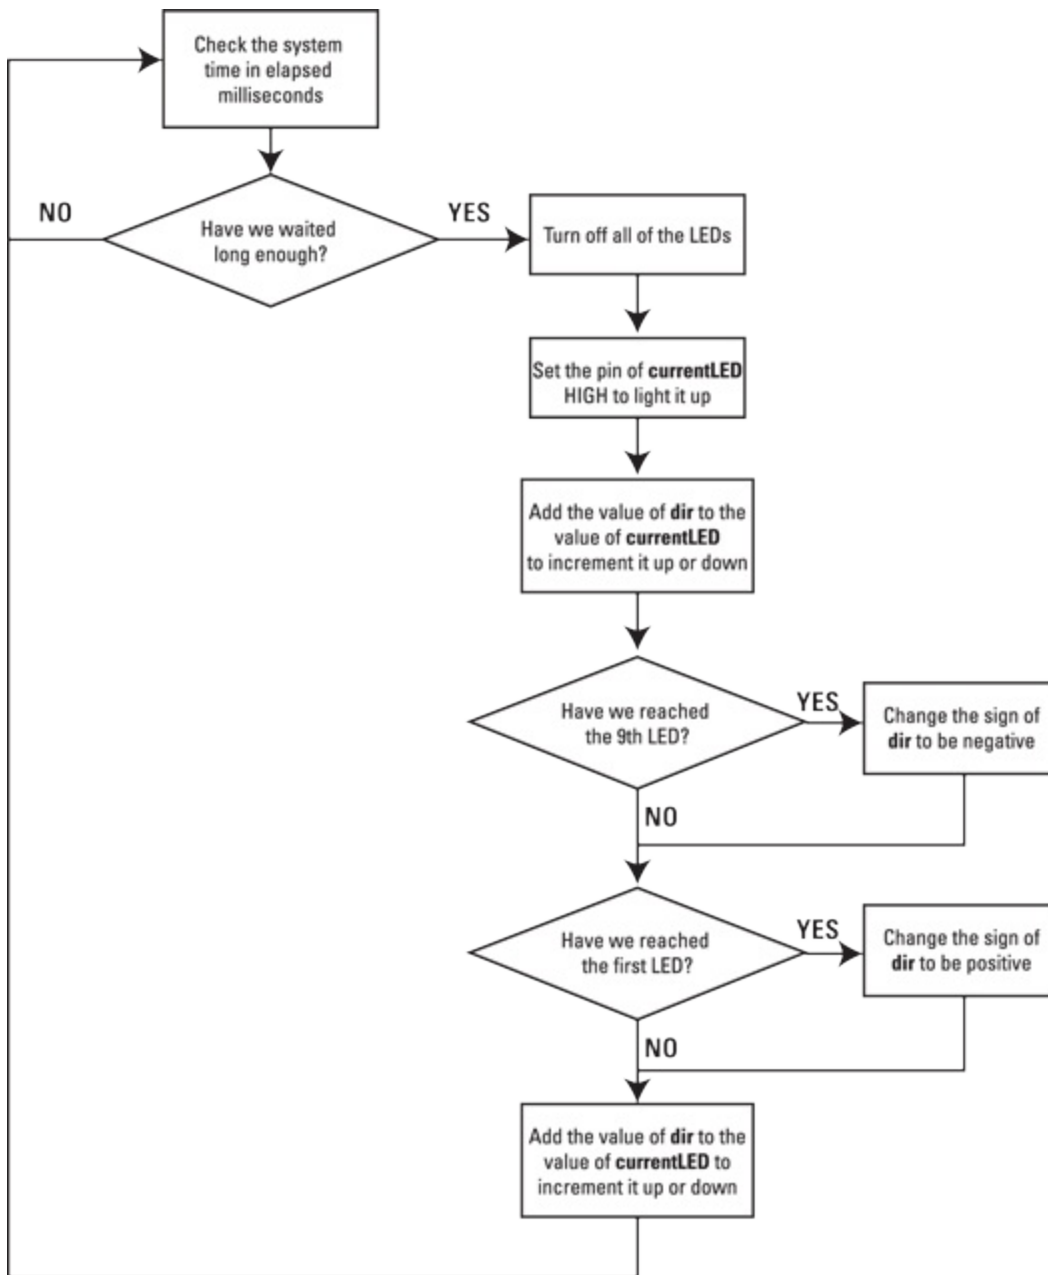 Check the system
time in elapsed
milliseconds
NO
Have we waited
long enough?
YES
Turn off all of the LEDs
Set the pin of currentLED
HIGH to light it up
Add the value of dir to the
value of currentLED
to increment it up or down
Have we reached
the 9th LED?
YES
Change the sign of
dir to be negative
NO
Have we reached
the first LED?
YES
Change the sign of
dir to be positive
NO
Add the value of dir to the
value of currentLED to
increment it up or down